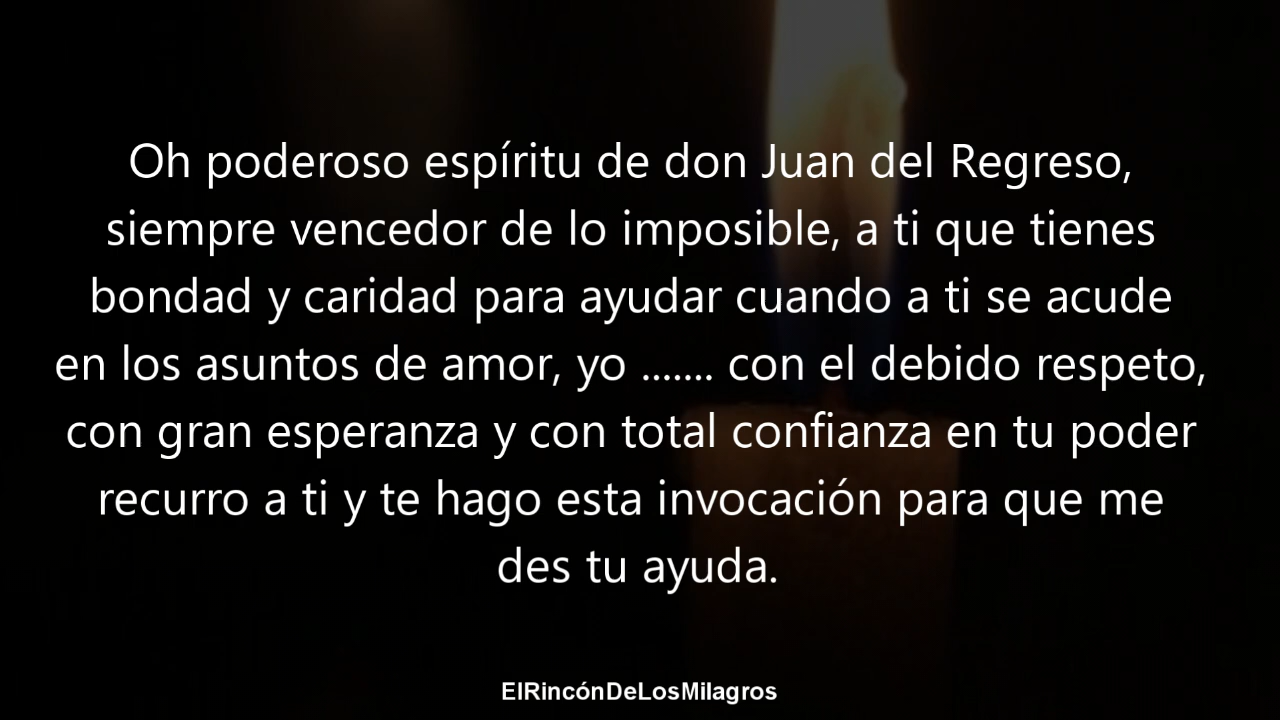 Oh poderoso espíritu de don Juan del Regreso,
siempre vencedor de lo imposible, a ti que tienes
bondad y caridad para ayudar cuando a ti se acude
en los asuntos de amor, yo ....... con el debido respeto,
con gran esperanza y con total confianza en tu poder
recurro a ti y te hago esta invocación para que me
des tu ayuda.
ElRincónDeLosMilagros